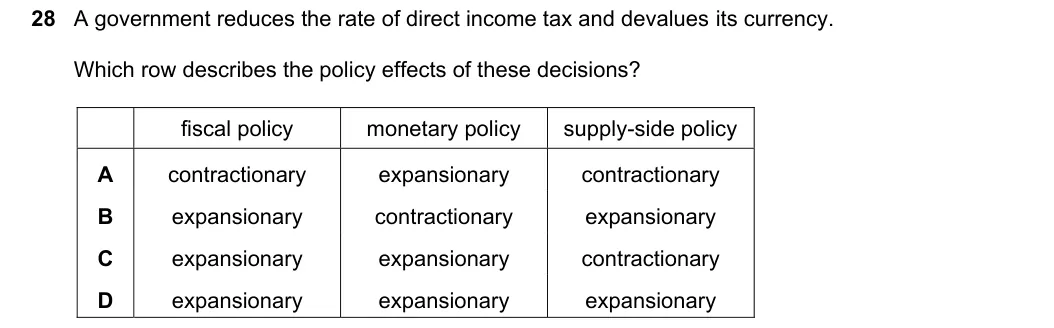 28 A government reduces the rate of direct income tax and devalues its currency.
Which row describes the policy effects of these decisions?
fiscal policy monetary policy supply-side policy
A contractionary expansionary contractionary
B expansionary contractionary expansionary
C expansionary expansionary contractionary
D expansionary expansionary expansionary